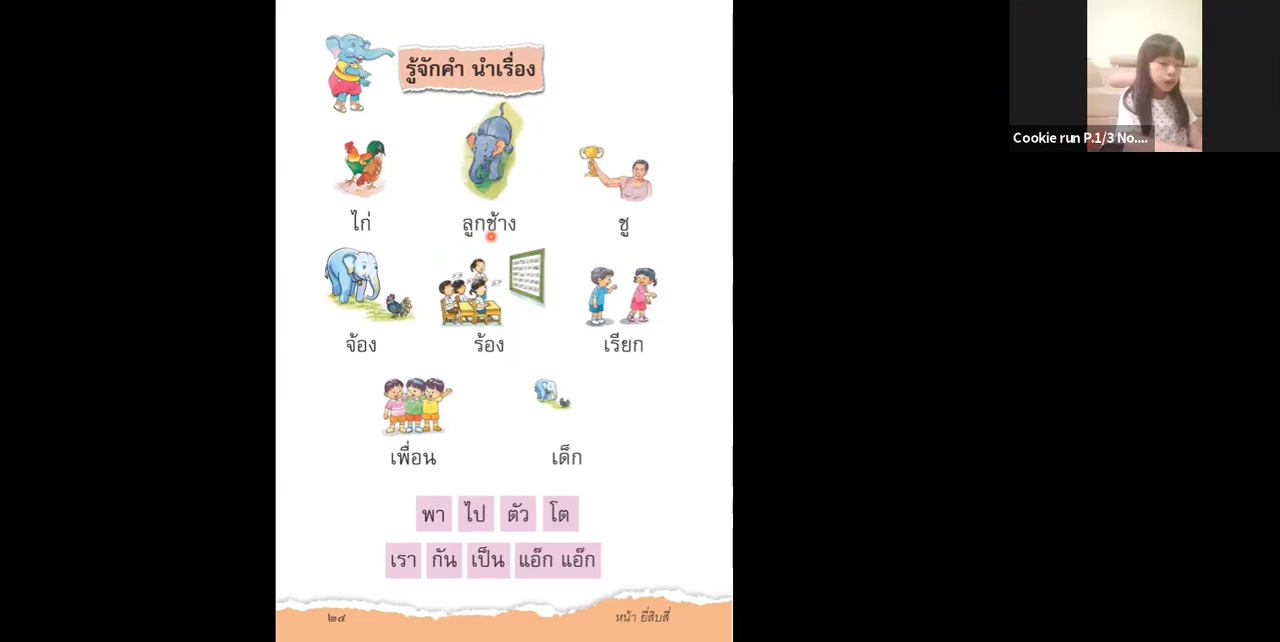 รู้จักคำ นำเรื่อง
Cookie run P.1/3 No....
ไก่ ลูกช้าง ชู
จ้อง ร้อง เรียก
เพื่อน เด็ก
พา ไป ตัว โต
เรา กัน เป็น แอ๊ก แอ๊ก
๒๔ หน้า ยี่สิบสี่